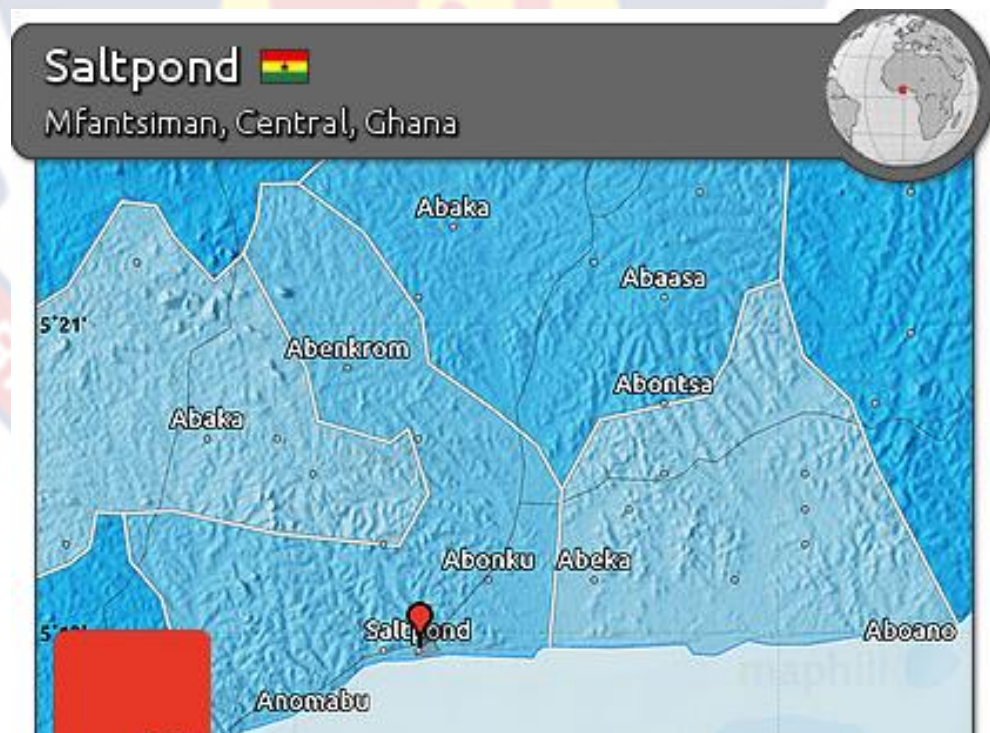 Saltpond
Mfantsiman, Central, Ghana
Abaka
Abaasa
5°21'
Abenkrom
Abontsa
Abaka
Abonku
Abeka
Saltpond
Aboano
maphill
Anomabu